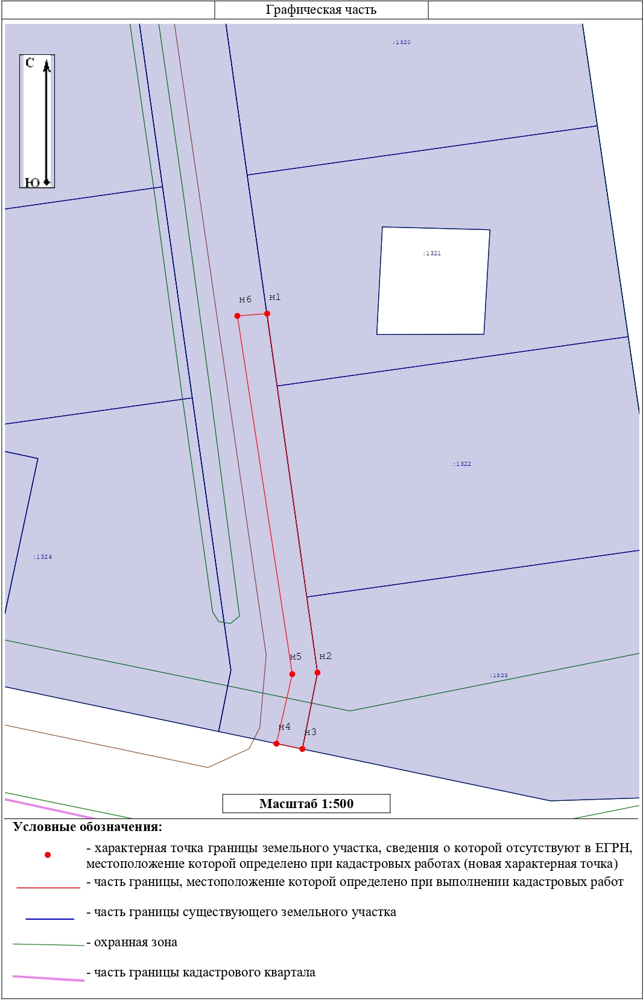 Графическая часть
:1320
С
Ю
:1321
н6
н1
:1322
:1324
н5
н2
:1323
н4
н3
Масштаб 1:500
Условные обозначения:
- характерная точка границы земельного участка, сведения о которой отсутствуют в ЕГРН,
местоположение которой определено при кадастровых работах (новая характерная точка)
- часть границы, местоположение которой определено при выполнении кадастровых работ
- часть границы существующего земельного участка
- охранная зона
- часть границы кадастрового квартала